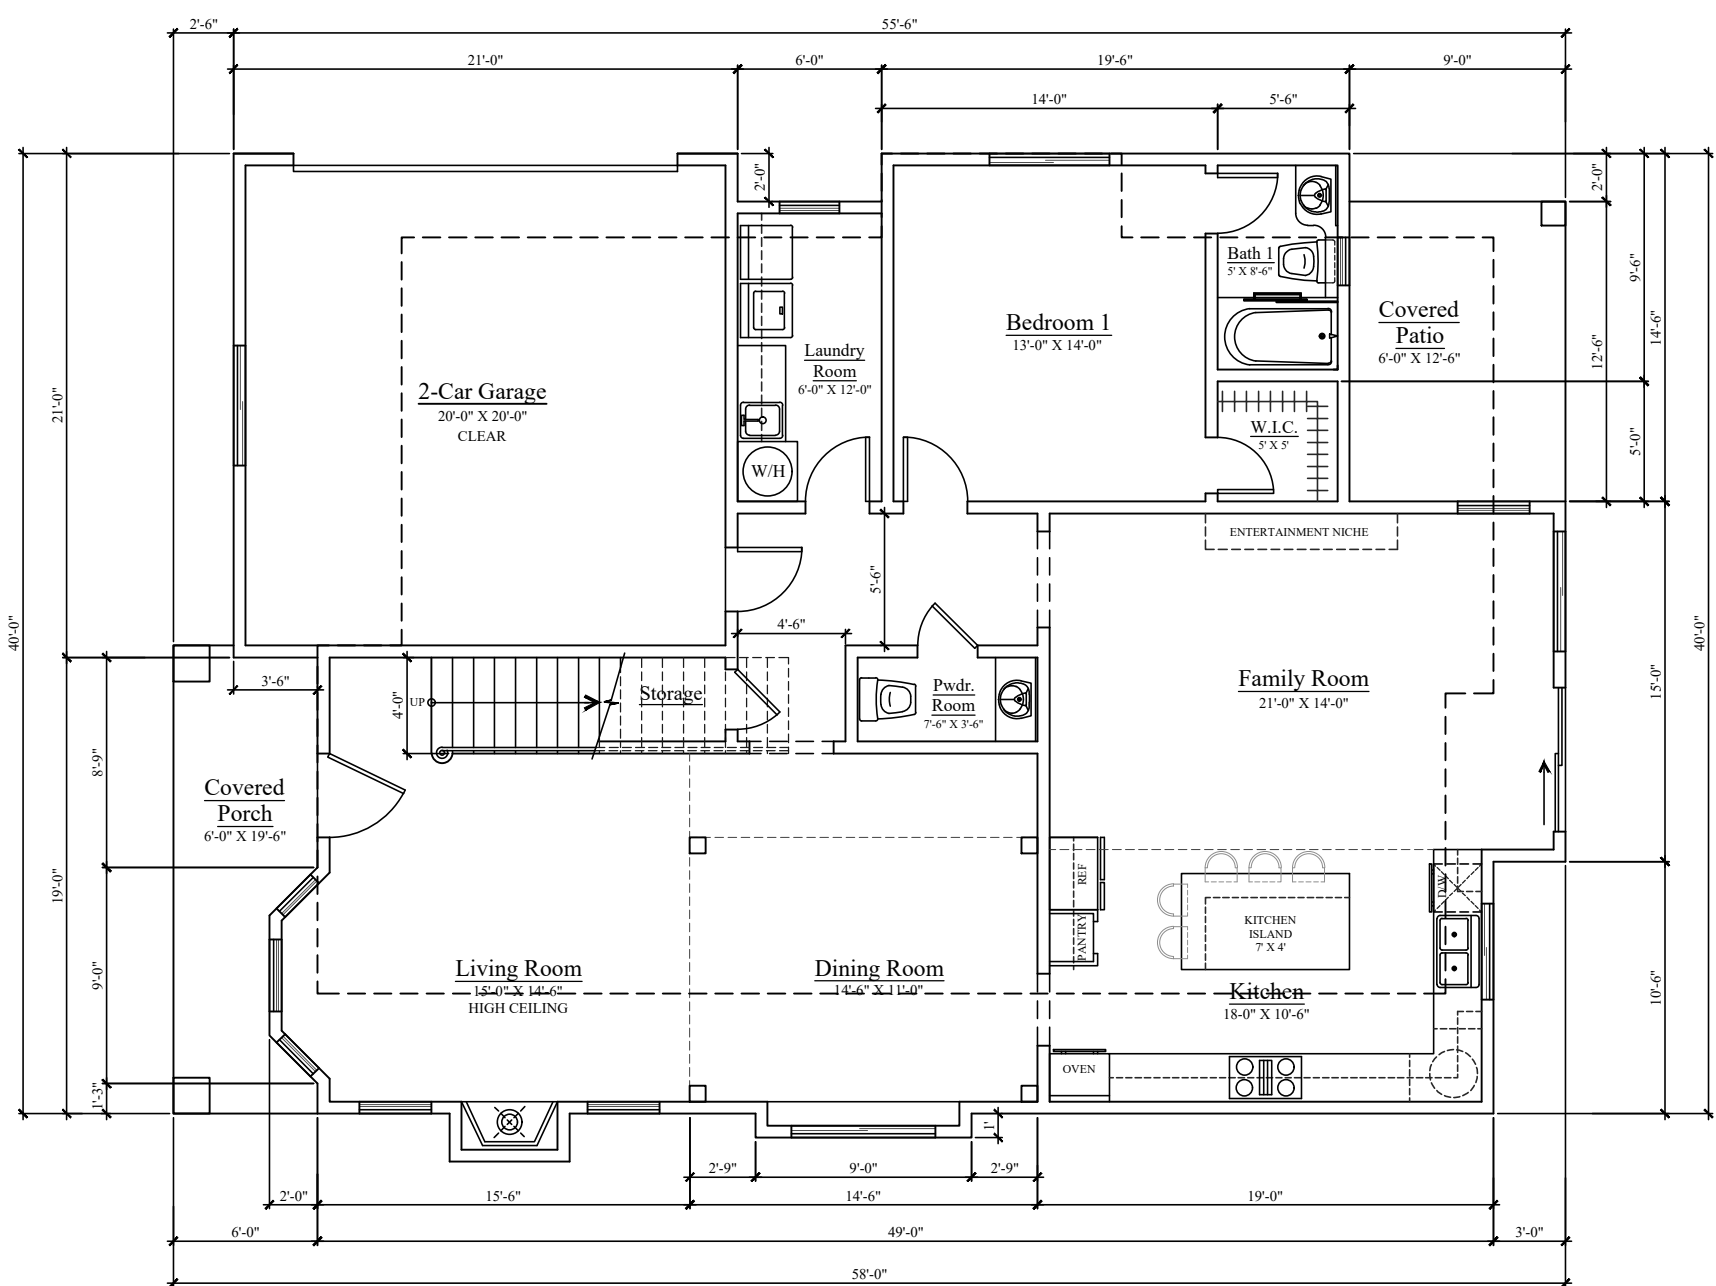 2'-6"
55'-6"
21'-0"
6'-0"
19'-6"
9'-0"
14'-0"
5'-6"
2'-0"
2'-0"
9'-6"
14'-6"
12'-6"
5'-0"
21'-0"
40'-0"
40'-0"
2-Car Garage
20'-0" X 20'-0"
CLEAR
Laundry
Room
6'-0" X 12'-0"
W/H
Bedroom 1
13'-0" X 14'-0"
Bath 1
5' X 8'-6"
W.I.C.
5' X 5'
Covered
Patio
6'-0" X 12'-6"
ENTERTAINMENT NICHE
5'-6"
4'-6"
3'-6"
4'-0"
UP
Storage
Pwdr.
Room
7'-6" X 3'-6"
Family Room
21'-0" X 14'-0"
15'-0"
8'-9"
19'-0"
9'-0"
1'-3"
Covered
Porch
6'-0" X 19'-6"
Living Room
15'-0" X 14'-6"
HIGH CEILING
Dining Room
14'-6" X 11'-0"
REF
PANTRY
D/W
KITCHEN
ISLAND
7' X 4'
Kitchen
18-0" X 10'-6"
OVEN
10'-6"
1'
2'-9"
9'-0"
2'-9"
2'-0"
15'-6"
14'-6"
19'-0"
6'-0"
49'-0"
3'-0"
58'-0"